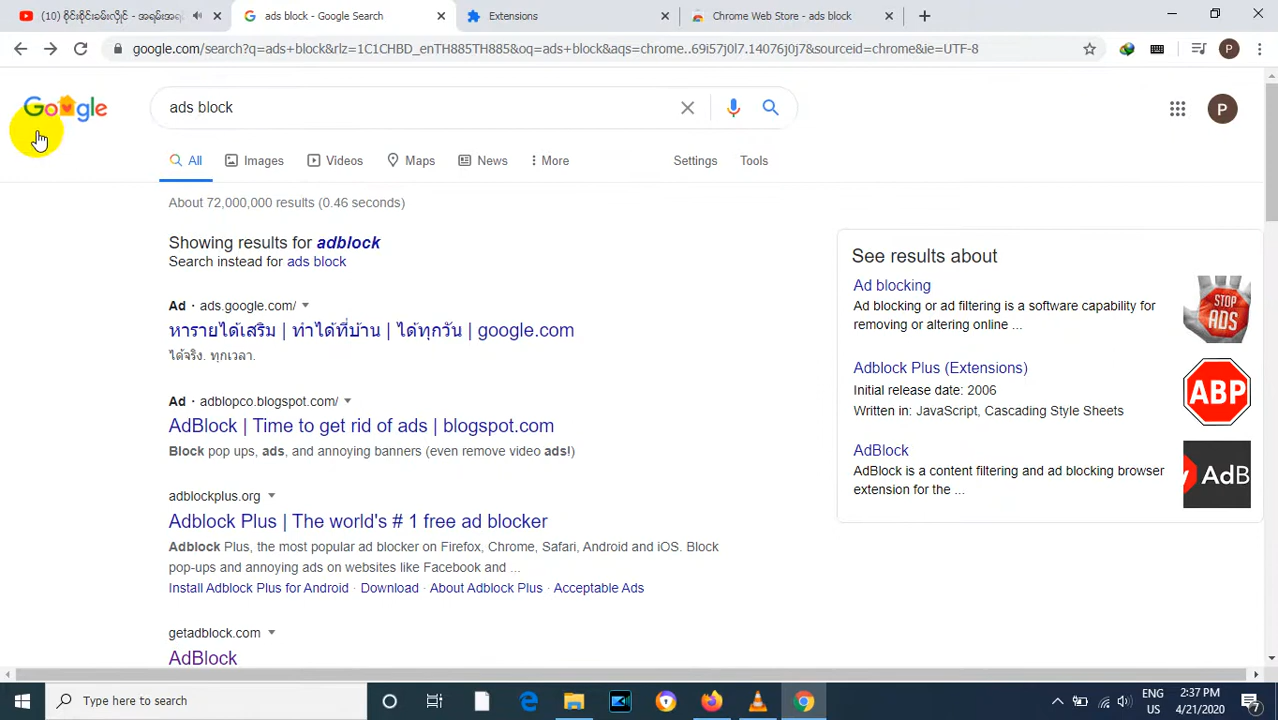 (10) စိုင်းစိုင်းခမ်းလှိုင် - အရမ်းအရ
ads block - Google Search
Extensions
Chrome Web Store - ads block
google.com/search?q=ads+block&rlz=1C1CHBD_enTH885TH885&oq=ads+block&aqs=chrome..69i57j0l7.14076j0j7&sourceid=chrome&ie=UTF-8
P
Google
ads block
P
All
Images
Videos
Maps
News
More
Settings
Tools
About 72,000,000 results (0.46 seconds)
Showing results for adblock
Search instead for ads block
Ad · ads.google.com/
หารายได้เสริม | ทำได้ที่บ้าน | ได้ทุกวัน | google.com
ได้จริง. ทุกเวลา.
Ad · adblopco.blogspot.com/
AdBlock | Time to get rid of ads | blogspot.com
Block pop ups, ads, and annoying banners (even remove video ads!)
adblockplus.org
Adblock Plus | The world's # 1 free ad blocker
Adblock Plus, the most popular ad blocker on Firefox, Chrome, Safari, Android and iOS. Block
pop-ups and annoying ads on websites like Facebook and ...
Install Adblock Plus for Android · Download · About Adblock Plus · Acceptable Ads
getadblock.com
AdBlock
See results about
Ad blocking
Ad blocking or ad filtering is a software capability for
removing or altering online ...
STOP
ADS
Adblock Plus (Extensions)
Initial release date: 2006
Written in: JavaScript, Cascading Style Sheets
ABP
AdBlock
AdBlock is a content filtering and ad blocking browser
extension for the ...
AdB
Type here to search
ENG
US
2:37 PM
4/21/2020
7